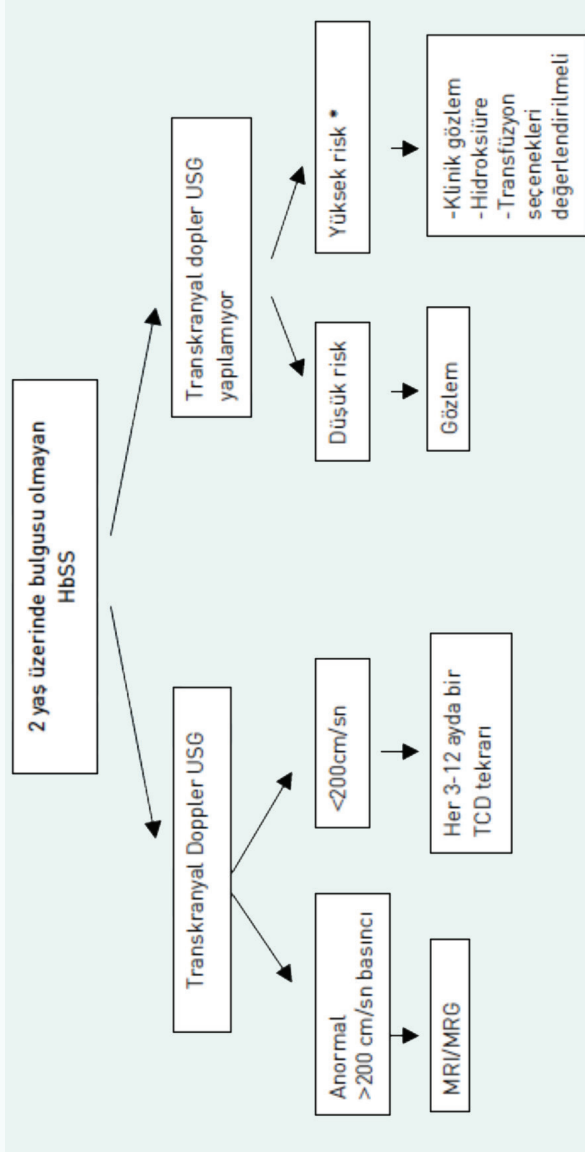 2 yaş üzerinde bulgusu olmayan
HbSS
Transkranyal Doppler USG
Transkranyal dopler USG
yapılamıyor
Anormal
>200 cm/sn basıncı
<200cm/sn
Düşük risk
Yüksek risk *
MRI/MRG
Her 3-12 ayda bir
TCD tekrarı
Gözlem
-Klinik gözlem
-Hidroksiüre
-Transfüzyon
seçenekleri
değerlendirilmeli